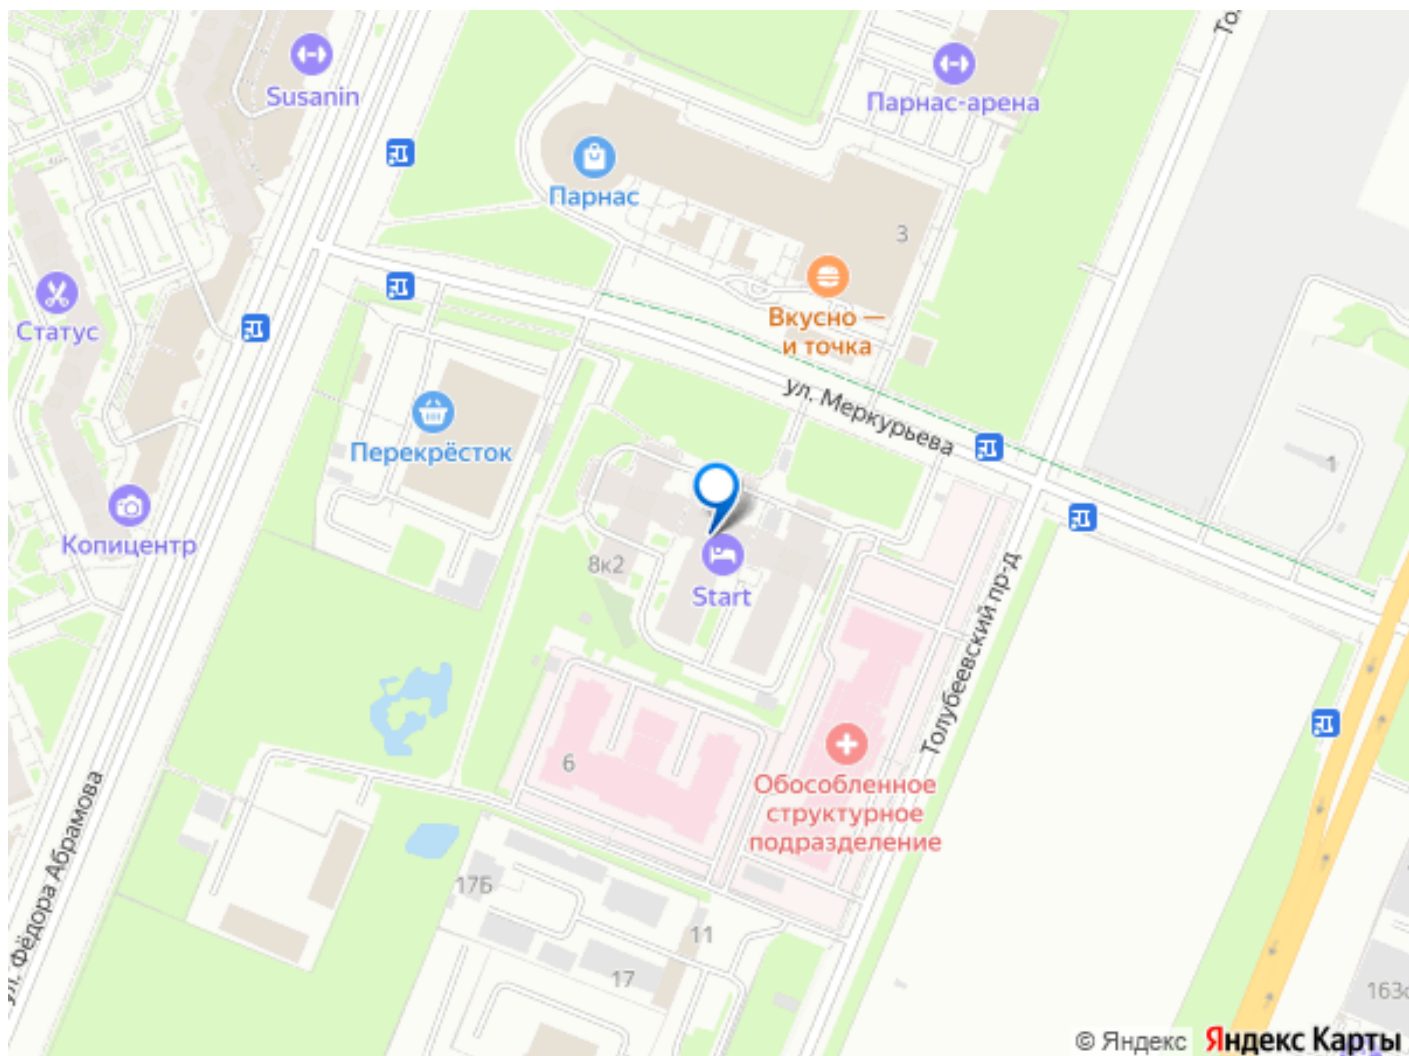 Susanin
Парнас-арена
Парнас
3
Статус
Вкусно —
и точка
ул. Меркурьева
Перекрёсток
1
Копицентр
8к2
Start
Толубеевский пр-д
6
Обособленное
структурное
подразделение
ул. Фёдора Абрамова
17Б
11
17
© Яндекс
Яндекс Карты